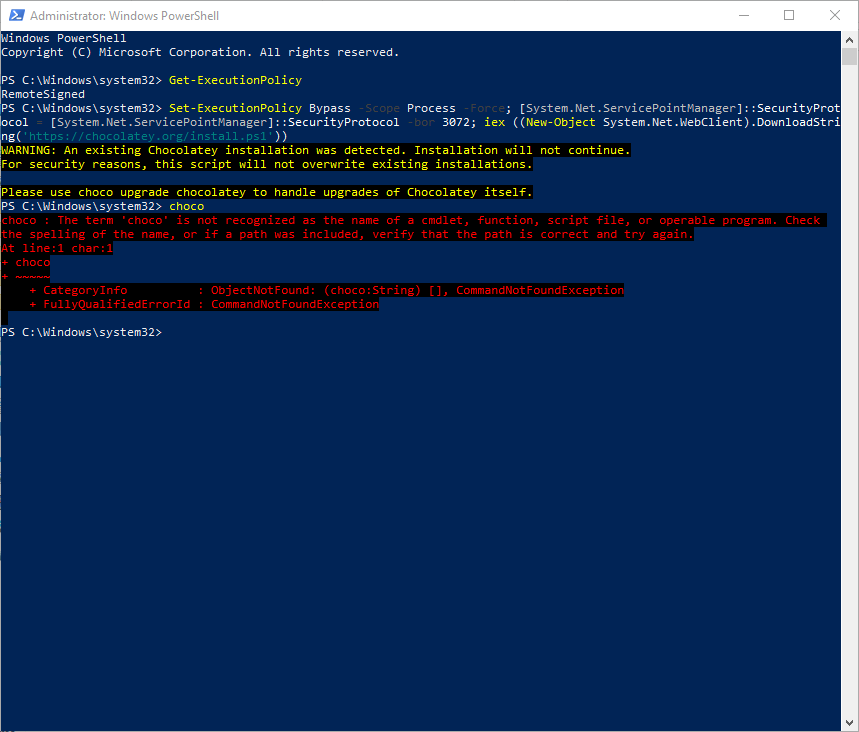 Administrator: Windows PowerShell
Windows PowerShell
Copyright (C) Microsoft Corporation. All rights reserved.
PS C:\Windows\system32> Get-ExecutionPolicy
RemoteSigned
PS C:\Windows\system32> Set-ExecutionPolicy Bypass -Scope Process -Force; [System.Net.ServicePointManager]::SecurityProt
ocol = [System.Net.ServicePointManager]::SecurityProtocol -bor 3072; iex ((New-Object System.Net.WebClient).DownloadStri
ng('https://chocolatey.org/install.ps1'))
WARNING: An existing Chocolatey installation was detected. Installation will not continue.
For security reasons, this script will not overwrite existing installations.
Please use choco upgrade chocolatey to handle upgrades of Chocolatey itself.
PS C:\Windows\system32> choco
choco : The term 'choco' is not recognized as the name of a cmdlet, function, script file, or operable program. Check
the spelling of the name, or if a path was included, verify that the path is correct and try again.
At line:1 char:1
+ choco
+ ~~~~~
    + CategoryInfo          : ObjectNotFound: (choco:String) [], CommandNotFoundException
    + FullyQualifiedErrorId : CommandNotFoundException
PS C:\Windows\system32>